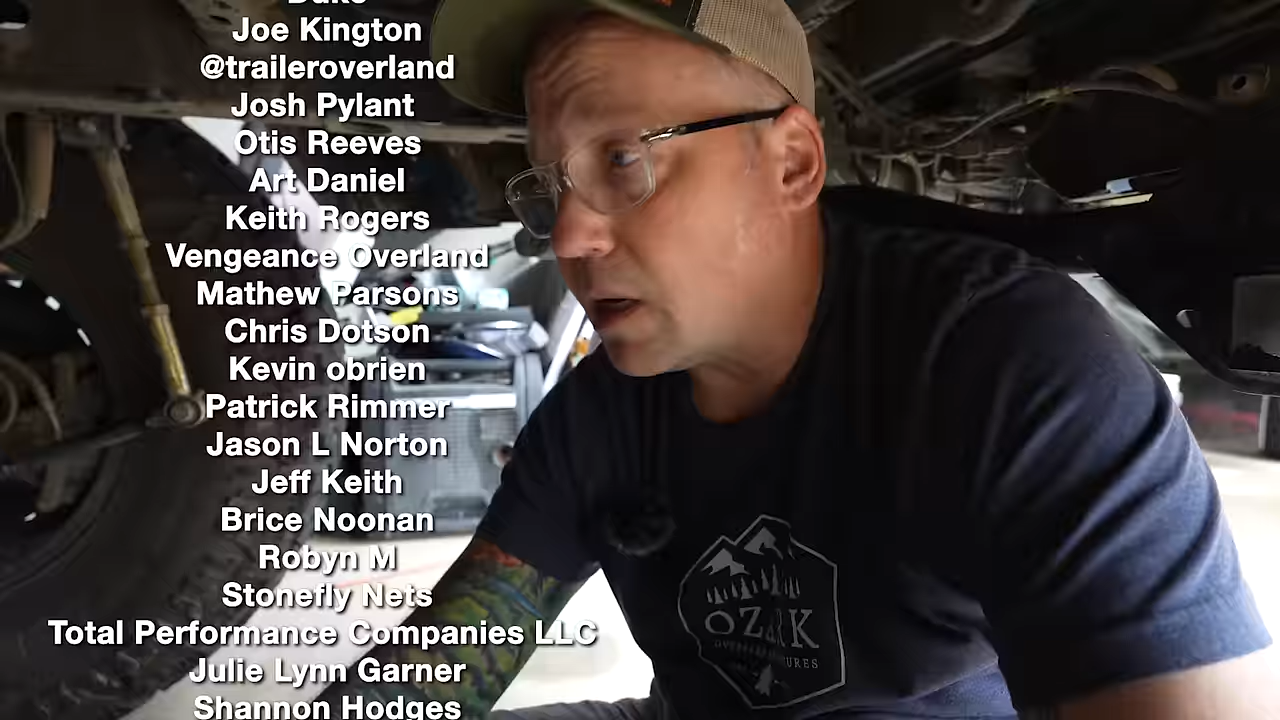 Duke
Joe Kington
@traileroverland
Josh Pylant
Otis Reeves
Art Daniel
Keith Rogers
Vengeance Overland
Mathew Parsons
Chris Dotson
Kevin obrien
Patrick Rimmer
Jason L Norton
Jeff Keith
Brice Noonan
Robyn M
Stonefly Nets
Total Performance Companies LLC
Julie Lynn Garner
Shannon Hodges
OZARK